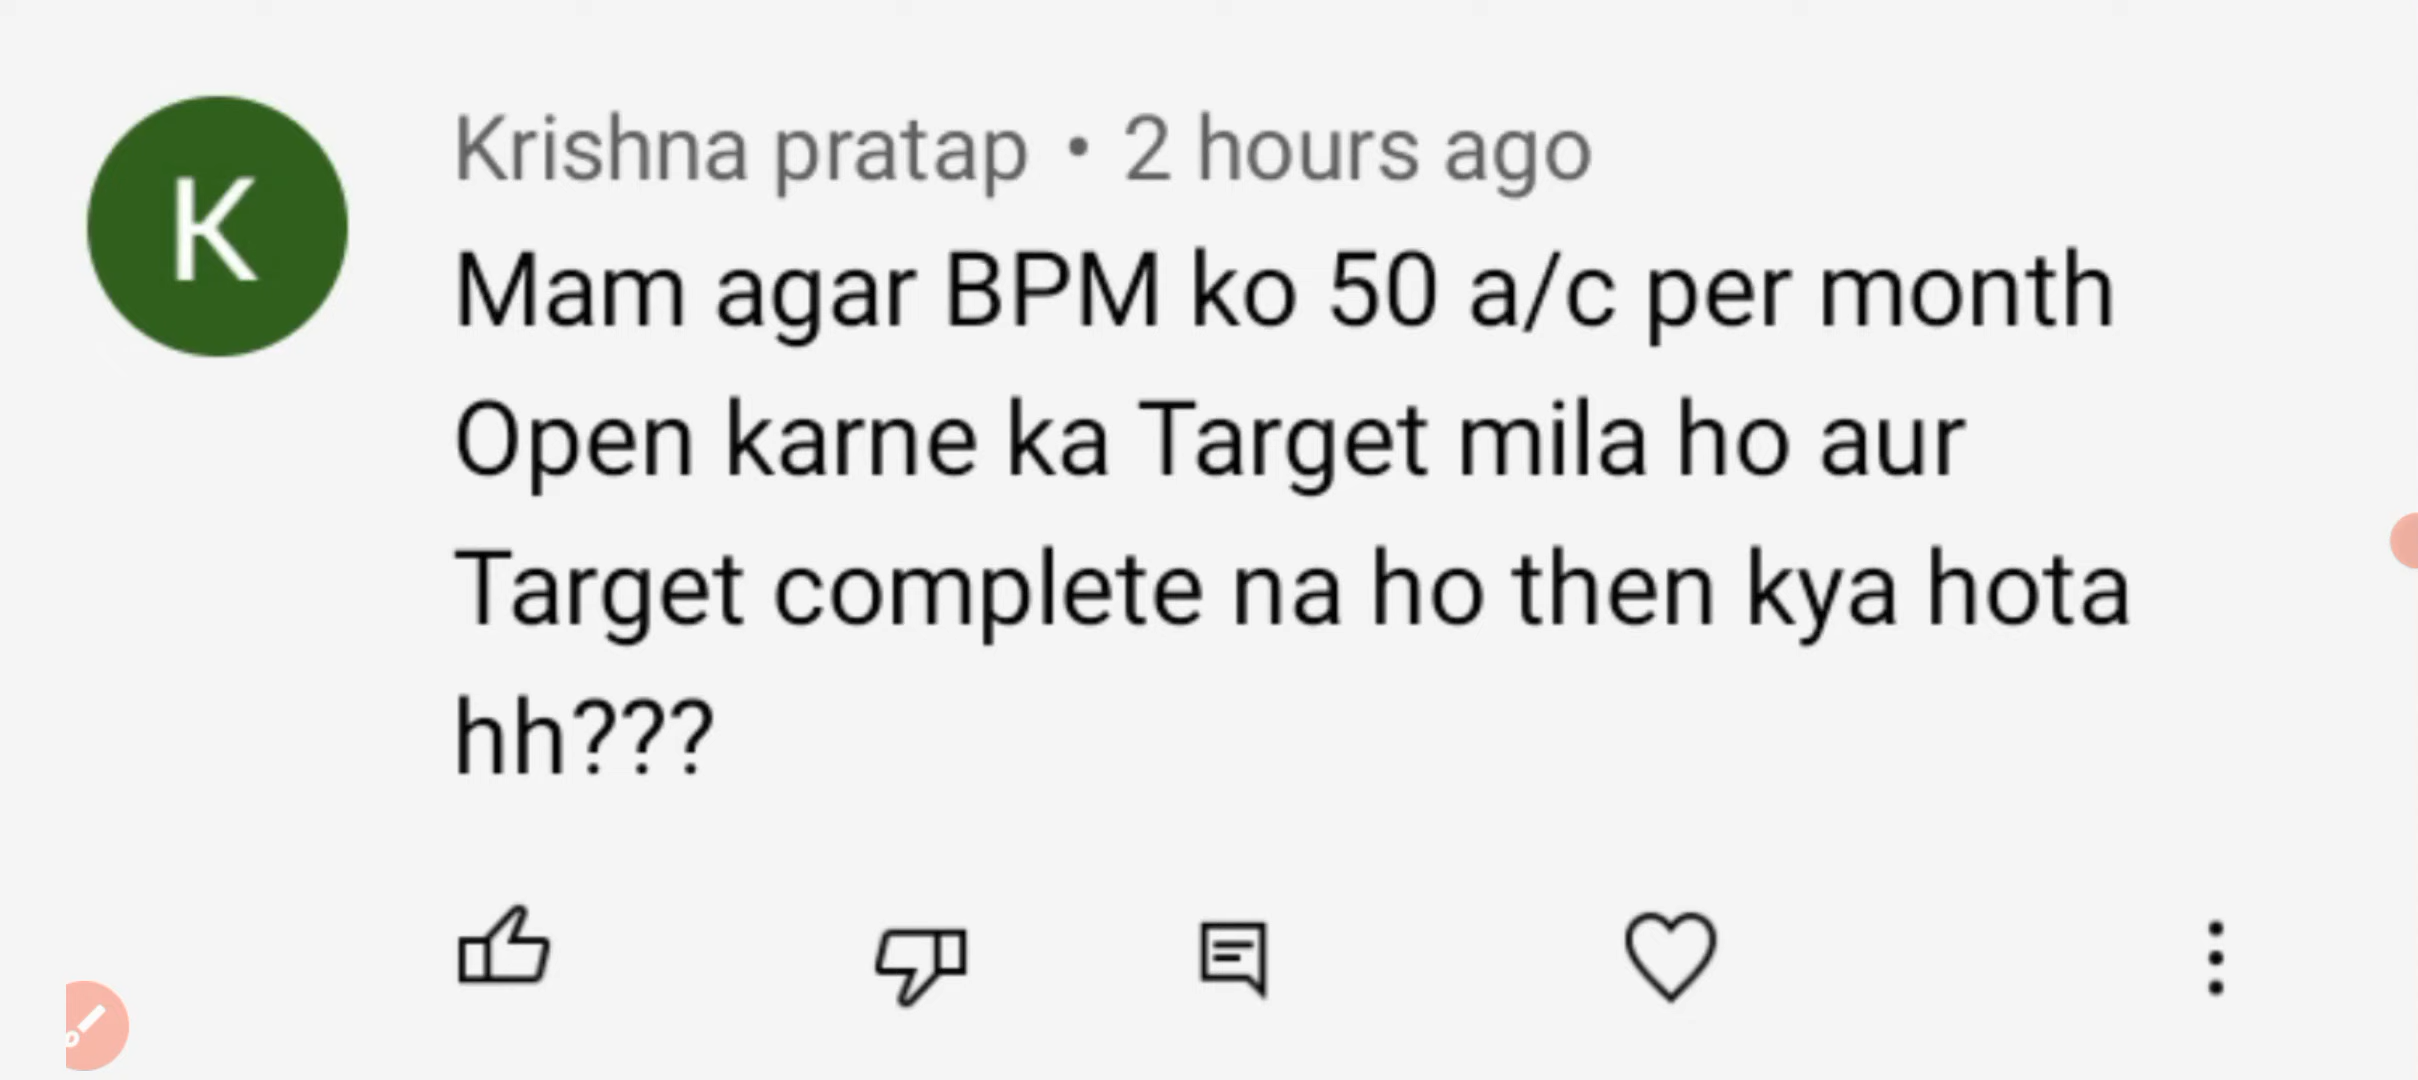 K
Krishna pratap • 2 hours ago
Mam agar BPM ko 50 a/c per month
Open karne ka Target mila ho aur
Target complete na ho then kya hota
hh???